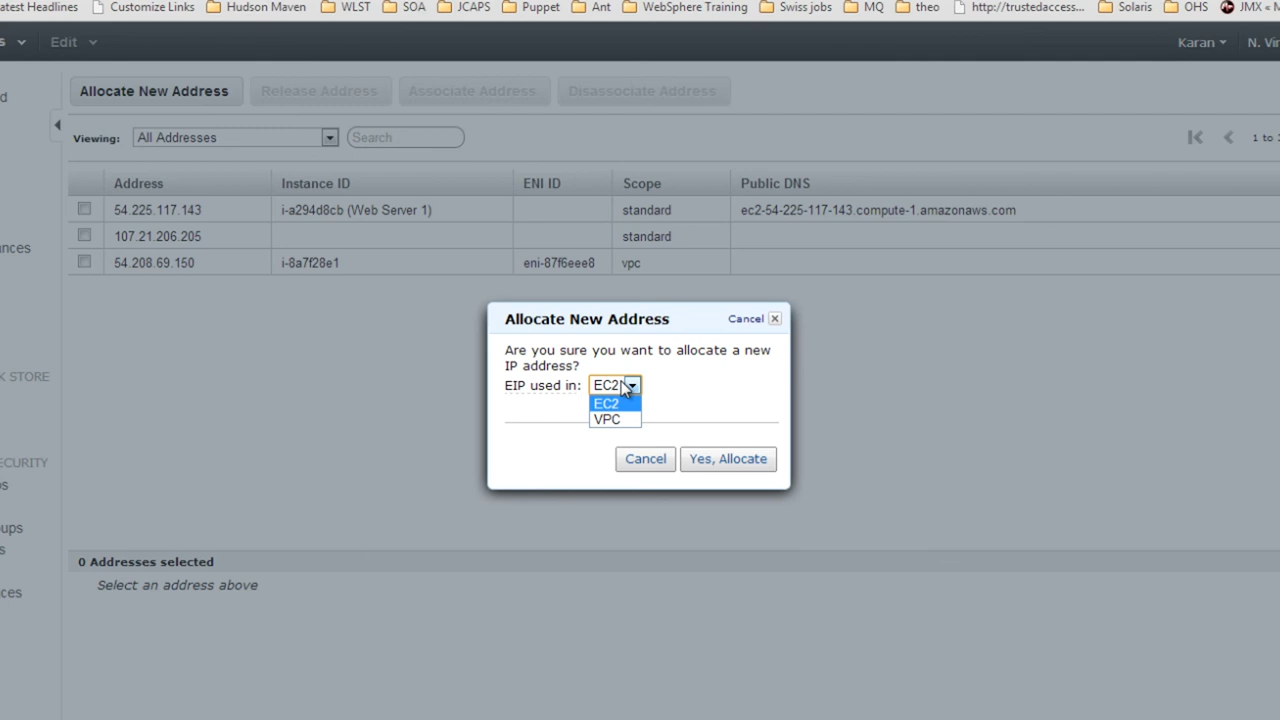 atest Headlines Customize Links Hudson Maven WLST SOA JCAPS Puppet Ant WebSphere Training Swiss jobs MQ theo http://trustedaccess... Solaris OHS JMX « M
s Edit Karan N. Vir
d
Allocate New Address Release Address Associate Address Disassociate Address
Viewing: All Addresses Search 1 to
Address Instance ID ENI ID Scope Public DNS
54.225.117.143 i-a294d8cb (Web Server 1) standard ec2-54-225-117-143.compute-1.amazonaws.com
107.21.206.205 standard
ances
54.208.69.150 i-8a7f28e1 eni-87f6eee8 vpc
Allocate New Address Cancel
Are you sure you want to allocate a new
IP address?
EIP used in: EC2
EC2
VPC
Cancel Yes, Allocate
K STORE
ECURITY
s
oups
s
ces
0 Addresses selected
Select an address above